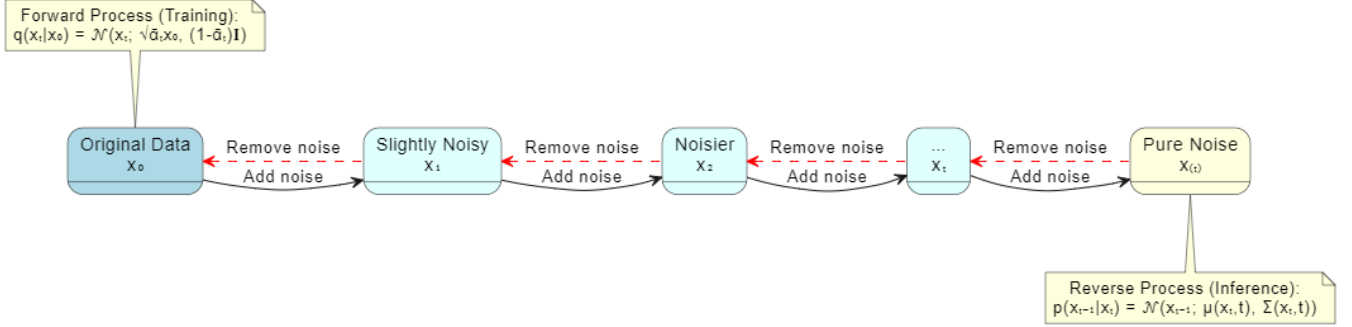 Forward Process (Training):
q(xₜ|x₀) = 𝒩(xₜ; √ᾱₜx₀, (1-ᾱₜ)𝐈)
Original Data
x₀
Remove noise
Add noise
Slightly Noisy
x₁
Remove noise
Add noise
Noisier
x₂
Remove noise
Add noise
...
xₜ
Remove noise
Add noise
Pure Noise
x₍ₜ₎
Reverse Process (Inference):
p(xₜ₋₁|xₜ) = 𝒩(xₜ₋₁; μ(xₜ,t), Σ(xₜ,t))